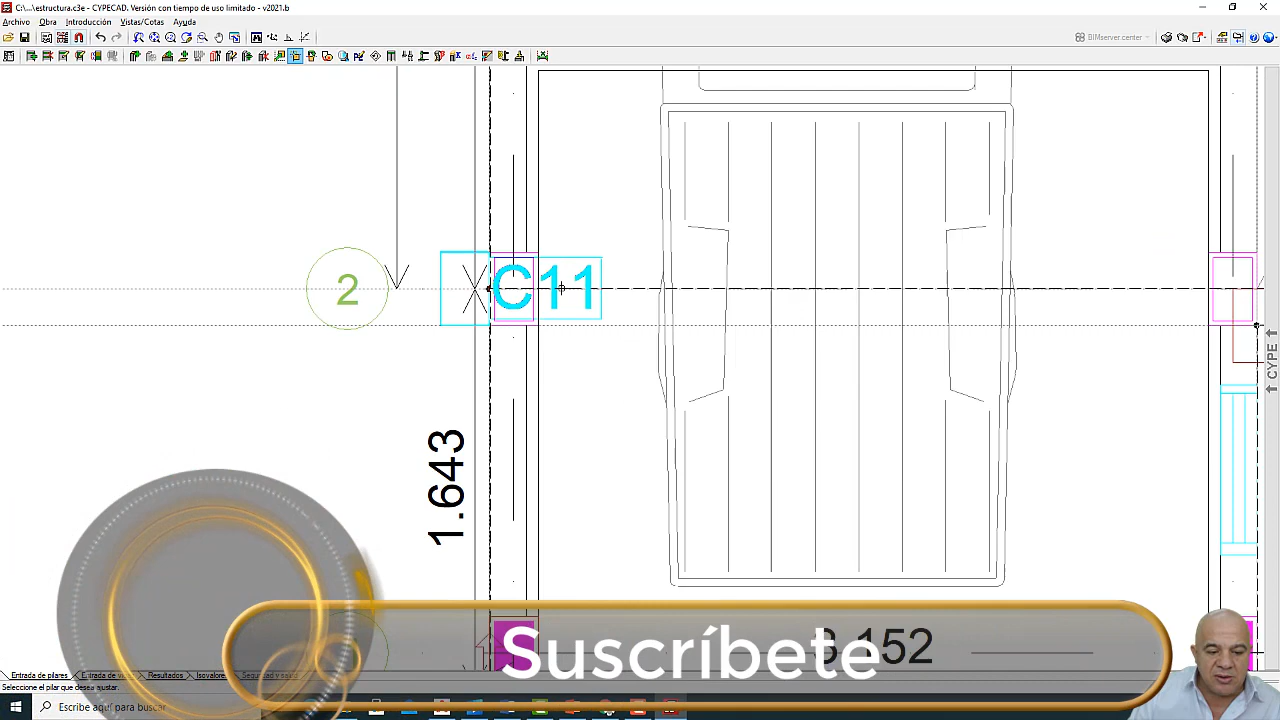 C:\...\estructura.c3e - CYPECAD. Versión con tiempo de uso limitado - v2021.b
Archivo Obra Introducción Vistas/Cotas Ayuda
BIMserver.center
2
C11
CYPE
1.643
Suscríbete
152
Entrada de pilares
Resultados
Isovalores
Seleccione el pilar que desea ajustar.
Escribe aquí para buscar